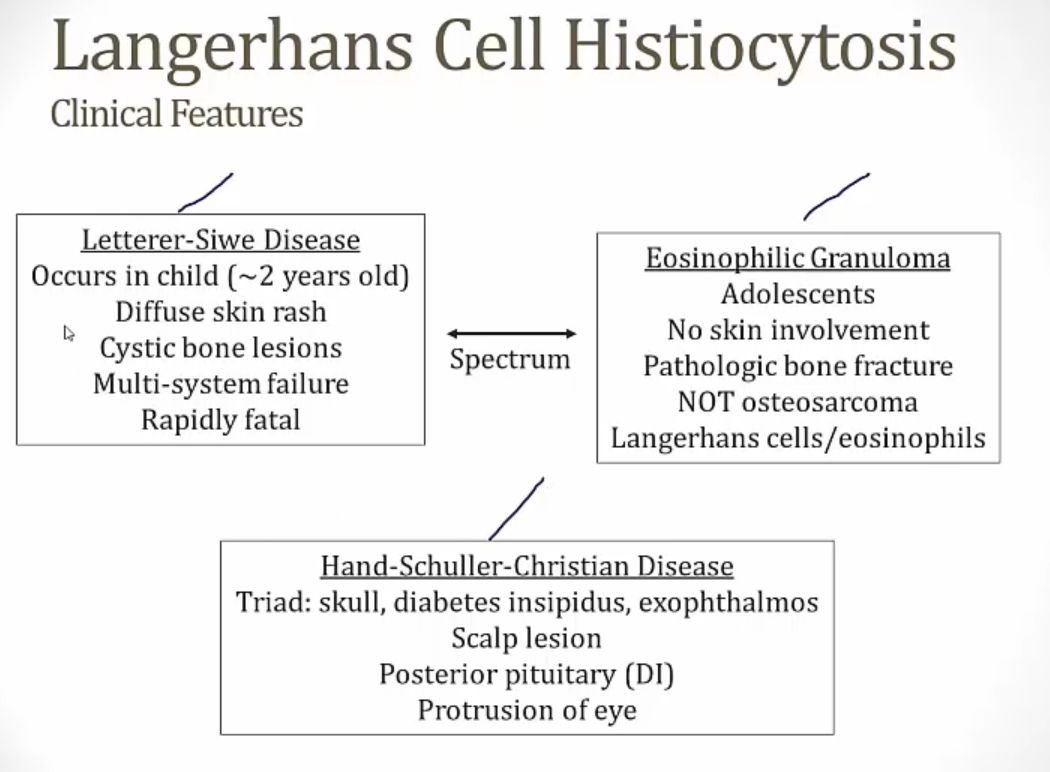 Langerhans Cell Histiocytosis
Clinical Features
Letterer-Siwe Disease
Occurs in child (~2 years old)
Diffuse skin rash
Cystic bone lesions
Multi-system failure
Rapidly fatal
Spectrum
Eosinophilic Granuloma
Adolescents
No skin involvement
Pathologic bone fracture
NOT osteosarcoma
Langerhans cells/eosinophils
Hand-Schuller-Christian Disease
Triad: skull, diabetes insipidus, exophthalmos
Scalp lesion
Posterior pituitary (DI)
Protrusion of eye